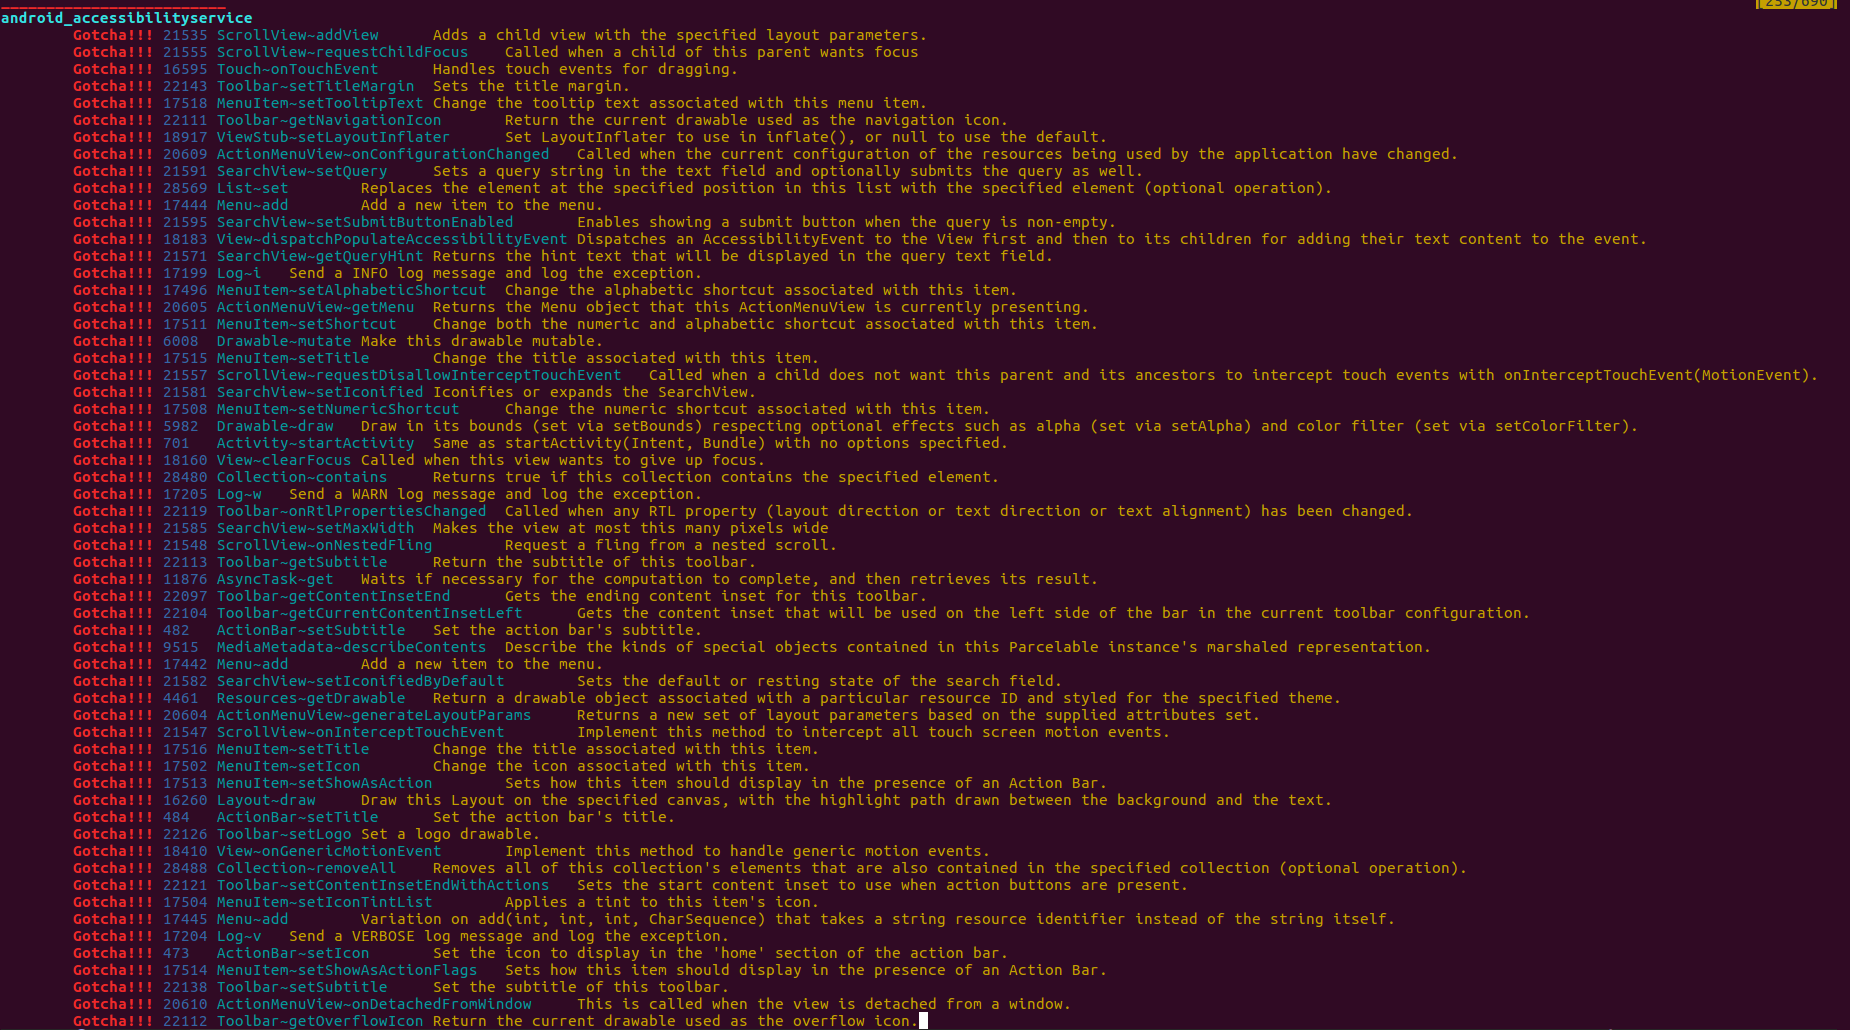 [253/690]
android_accessibilityservice
Gotcha!!! 21535 ScrollView~addView Adds a child view with the specified layout parameters.
Gotcha!!! 21555 ScrollView~requestChildFocus Called when a child of this parent wants focus
Gotcha!!! 16595 Touch~onTouchEvent Handles touch events for dragging.
Gotcha!!! 22143 Toolbar~setTitleMargin Sets the title margin.
Gotcha!!! 17518 MenuItem~setTooltipText Change the tooltip text associated with this menu item.
Gotcha!!! 22111 Toolbar~getNavigationIcon Return the current drawable used as the navigation icon.
Gotcha!!! 18917 ViewStub~setLayoutInflater Set LayoutInflater to use in inflate(), or null to use the default.
Gotcha!!! 20609 ActionMenuView~onConfigurationChanged Called when the current configuration of the resources being used by the application have changed.
Gotcha!!! 21591 SearchView~setQuery Sets a query string in the text field and optionally submits the query as well.
Gotcha!!! 28569 List~set Replaces the element at the specified position in this list with the specified element (optional operation).
Gotcha!!! 17444 Menu~add Add a new item to the menu.
Gotcha!!! 21595 SearchView~setSubmitButtonEnabled Enables showing a submit button when the query is non-empty.
Gotcha!!! 18183 View~dispatchPopulateAccessibilityEvent Dispatches an AccessibilityEvent to the View first and then to its children for adding their text content to the event.
Gotcha!!! 21571 SearchView~getQueryHint Returns the hint text that will be displayed in the query text field.
Gotcha!!! 17199 Log~i Send a INFO log message and log the exception.
Gotcha!!! 17496 MenuItem~setAlphabeticShortcut Change the alphabetic shortcut associated with this item.
Gotcha!!! 20605 ActionMenuView~getMenu Returns the Menu object that this ActionMenuView is currently presenting.
Gotcha!!! 17511 MenuItem~setShortcut Change both the numeric and alphabetic shortcut associated with this item.
Gotcha!!! 6008 Drawable~mutate Make this drawable mutable.
Gotcha!!! 17515 MenuItem~setTitle Change the title associated with this item.
Gotcha!!! 21557 ScrollView~requestDisallowInterceptTouchEvent Called when a child does not want this parent and its ancestors to intercept touch events with onInterceptTouchEvent(MotionEvent).
Gotcha!!! 21581 SearchView~setIconified Iconifies or expands the SearchView.
Gotcha!!! 17508 MenuItem~setNumericShortcut Change the numeric shortcut associated with this item.
Gotcha!!! 5982 Drawable~draw Draw in its bounds (set via setBounds) respecting optional effects such as alpha (set via setAlpha) and color filter (set via setColorFilter).
Gotcha!!! 701 Activity~startActivity Same as startActivity(Intent, Bundle) with no options specified.
Gotcha!!! 18160 View~clearFocus Called when this view wants to give up focus.
Gotcha!!! 28480 Collection~contains Returns true if this collection contains the specified element.
Gotcha!!! 17205 Log~w Send a WARN log message and log the exception.
Gotcha!!! 22119 Toolbar~onRtlPropertiesChanged Called when any RTL property (layout direction or text direction or text alignment) has been changed.
Gotcha!!! 21585 SearchView~setMaxWidth Makes the view at most this many pixels wide
Gotcha!!! 21548 ScrollView~onNestedFling Request a fling from a nested scroll.
Gotcha!!! 22113 Toolbar~getSubtitle Return the subtitle of this toolbar.
Gotcha!!! 11876 AsyncTask~get Waits if necessary for the computation to complete, and then retrieves its result.
Gotcha!!! 22097 Toolbar~getContentInsetEnd Gets the ending content inset for this toolbar.
Gotcha!!! 22104 Toolbar~getCurrentContentInsetLeft Gets the content inset that will be used on the left side of the bar in the current toolbar configuration.
Gotcha!!! 482 ActionBar~setSubtitle Set the action bar's subtitle.
Gotcha!!! 9515 MediaMetadata~describeContents Describe the kinds of special objects contained in this Parcelable instance's marshaled representation.
Gotcha!!! 17442 Menu~add Add a new item to the menu.
Gotcha!!! 21582 SearchView~setIconifiedByDefault Sets the default or resting state of the search field.
Gotcha!!! 4461 Resources~getDrawable Return a drawable object associated with a particular resource ID and styled for the specified theme.
Gotcha!!! 20604 ActionMenuView~generateLayoutParams Returns a new set of layout parameters based on the supplied attributes set.
Gotcha!!! 21547 ScrollView~onInterceptTouchEvent Implement this method to intercept all touch screen motion events.
Gotcha!!! 17516 MenuItem~setTitle Change the title associated with this item.
Gotcha!!! 17502 MenuItem~setIcon Change the icon associated with this item.
Gotcha!!! 17513 MenuItem~setShowAsAction Sets how this item should display in the presence of an Action Bar.
Gotcha!!! 16260 Layout~draw Draw this Layout on the specified canvas, with the highlight path drawn between the background and the text.
Gotcha!!! 484 ActionBar~setTitle Set the action bar's title.
Gotcha!!! 22126 Toolbar~setLogo Set a logo drawable.
Gotcha!!! 18410 View~onGenericMotionEvent Implement this method to handle generic motion events.
Gotcha!!! 28488 Collection~removeAll Removes all of this collection's elements that are also contained in the specified collection (optional operation).
Gotcha!!! 22121 Toolbar~setContentInsetEndWithActions Sets the start content inset to use when action buttons are present.
Gotcha!!! 17504 MenuItem~setIconTintList Applies a tint to this item's icon.
Gotcha!!! 17445 Menu~add Variation on add(int, int, int, CharSequence) that takes a string resource identifier instead of the string itself.
Gotcha!!! 17204 Log~v Send a VERBOSE log message and log the exception.
Gotcha!!! 473 ActionBar~setIcon Set the icon to display in the 'home' section of the action bar.
Gotcha!!! 17514 MenuItem~setShowAsActionFlags Sets how this item should display in the presence of an Action Bar.
Gotcha!!! 22138 Toolbar~setSubtitle Set the subtitle of this toolbar.
Gotcha!!! 20610 ActionMenuView~onDetachedFromWindow This is called when the view is detached from a window.
Gotcha!!! 22112 Toolbar~getOverflowIcon Return the current drawable used as the overflow icon.